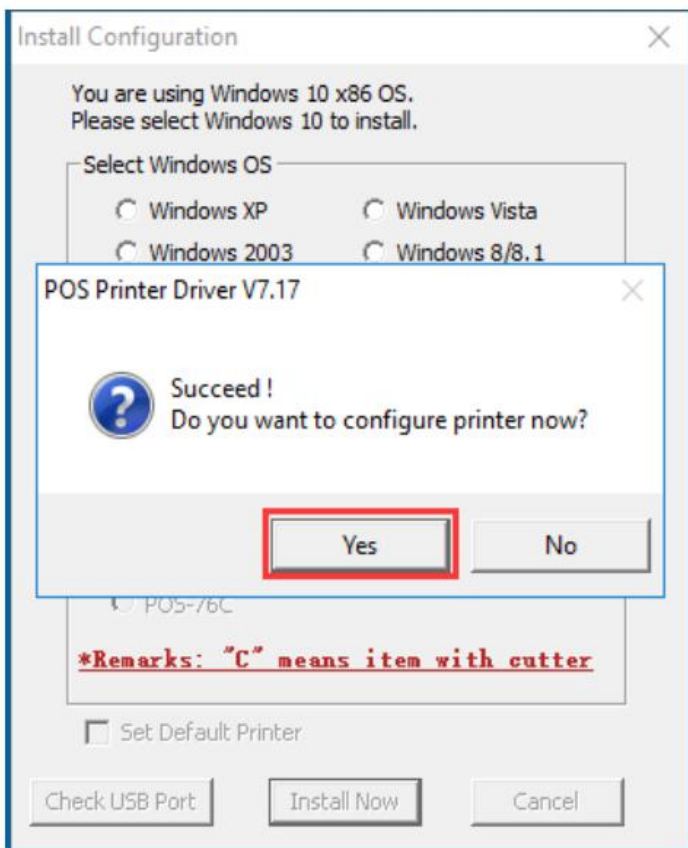 Install Configuration
You are using Windows 10 x86 OS.
Please select Windows 10 to install.
Select Windows OS
Windows XP
Windows Vista
Windows 2003
Windows 8/8.1
POS Printer Driver V7.17
Succeed !
Do you want to configure printer now?
Yes
No
POS-76C
*Remarks: "C" means item with cutter
Set Default Printer
Check USB Port
Install Now
Cancel